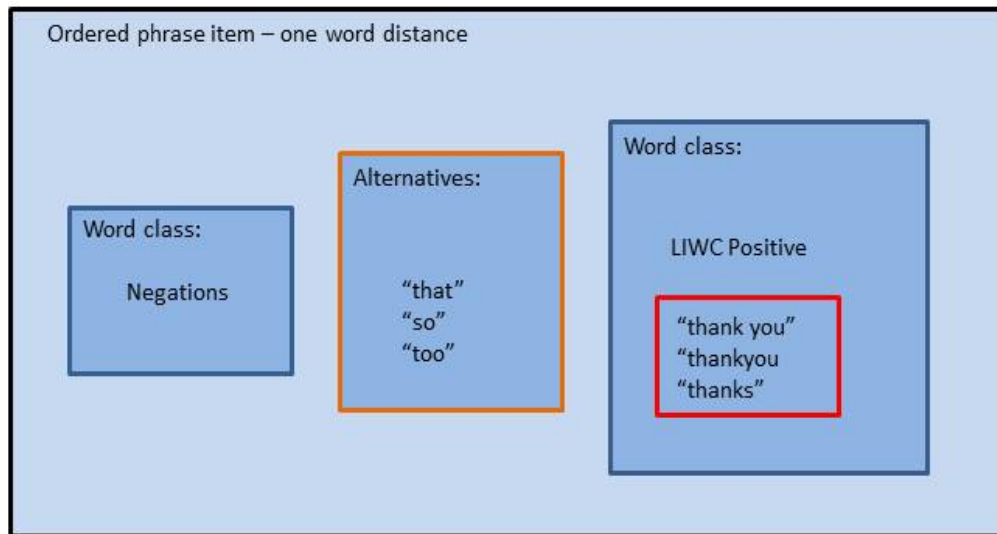 Ordered phrase item – one word distance
Word class:
Negations
Alternatives:
“that”
“so”
“too”
Word class:
LIWC Positive
“thank you”
“thankyou
“thanks”